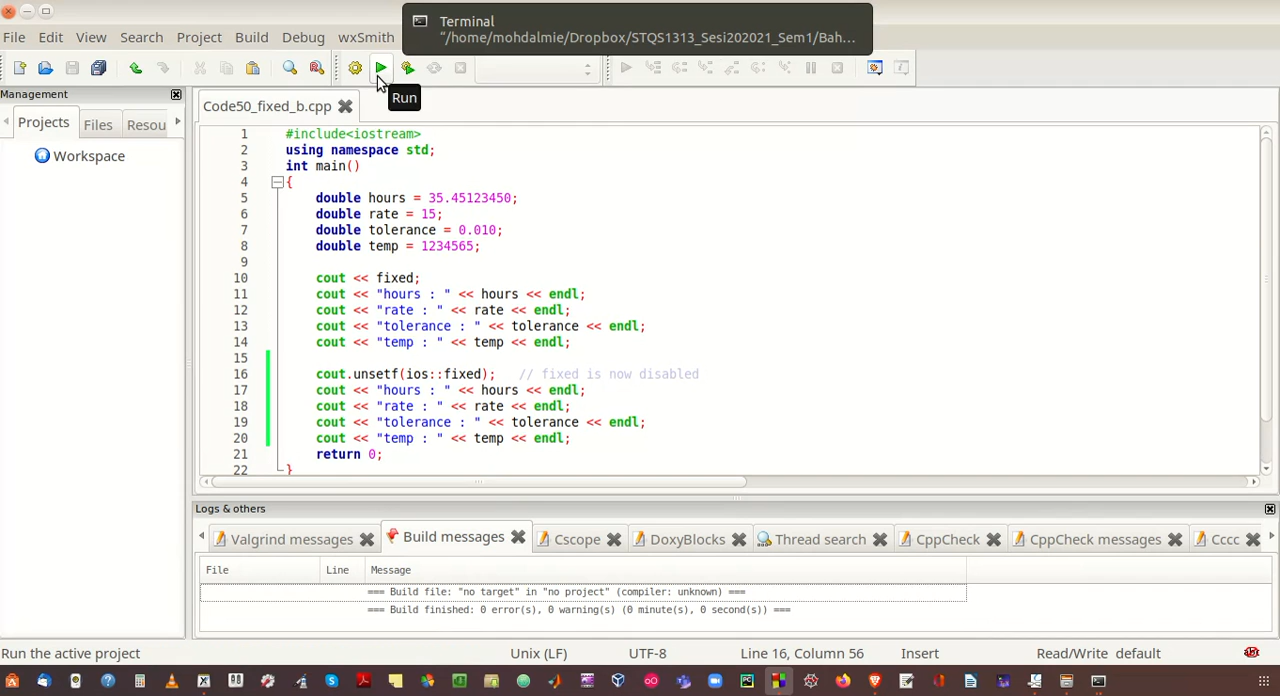 Terminal
"/home/mohdalmie/Dropbox/STQS1313_Sesi202021_Sem1/Bah...
File Edit View Search Project Build Debug wxSmith
Run
Management
Projects Files Resou
Workspace
Code50_fixed_b.cpp
1 #include<iostream>
2 using namespace std;
3 int main()
4 {
5 double hours = 35.45123450;
6 double rate = 15;
7 double tolerance = 0.010;
8 double temp = 1234565;
9
10 cout << fixed;
11 cout << "hours : " << hours << endl;
12 cout << "rate : " << rate << endl;
13 cout << "tolerance : " << tolerance << endl;
14 cout << "temp : " << temp << endl;
15
16 cout.unsetf(ios::fixed); // fixed is now disabled
17 cout << "hours : " << hours << endl;
18 cout << "rate : " << rate << endl;
19 cout << "tolerance : " << tolerance << endl;
20 cout << "temp : " << temp << endl;
21 return 0;
22 }
Logs & others
Valgrind messages Build messages Cscope DoxyBlocks Thread search CppCheck CppCheck messages Cccc
File Line Message
=== Build file: "no target" in "no project" (compiler: unknown) ===
=== Build finished: 0 error(s), 0 warning(s) (0 minute(s), 0 second(s)) ===
Run the active project Unix (LF) UTF-8 Line 16, Column 56 Insert Read/Write default